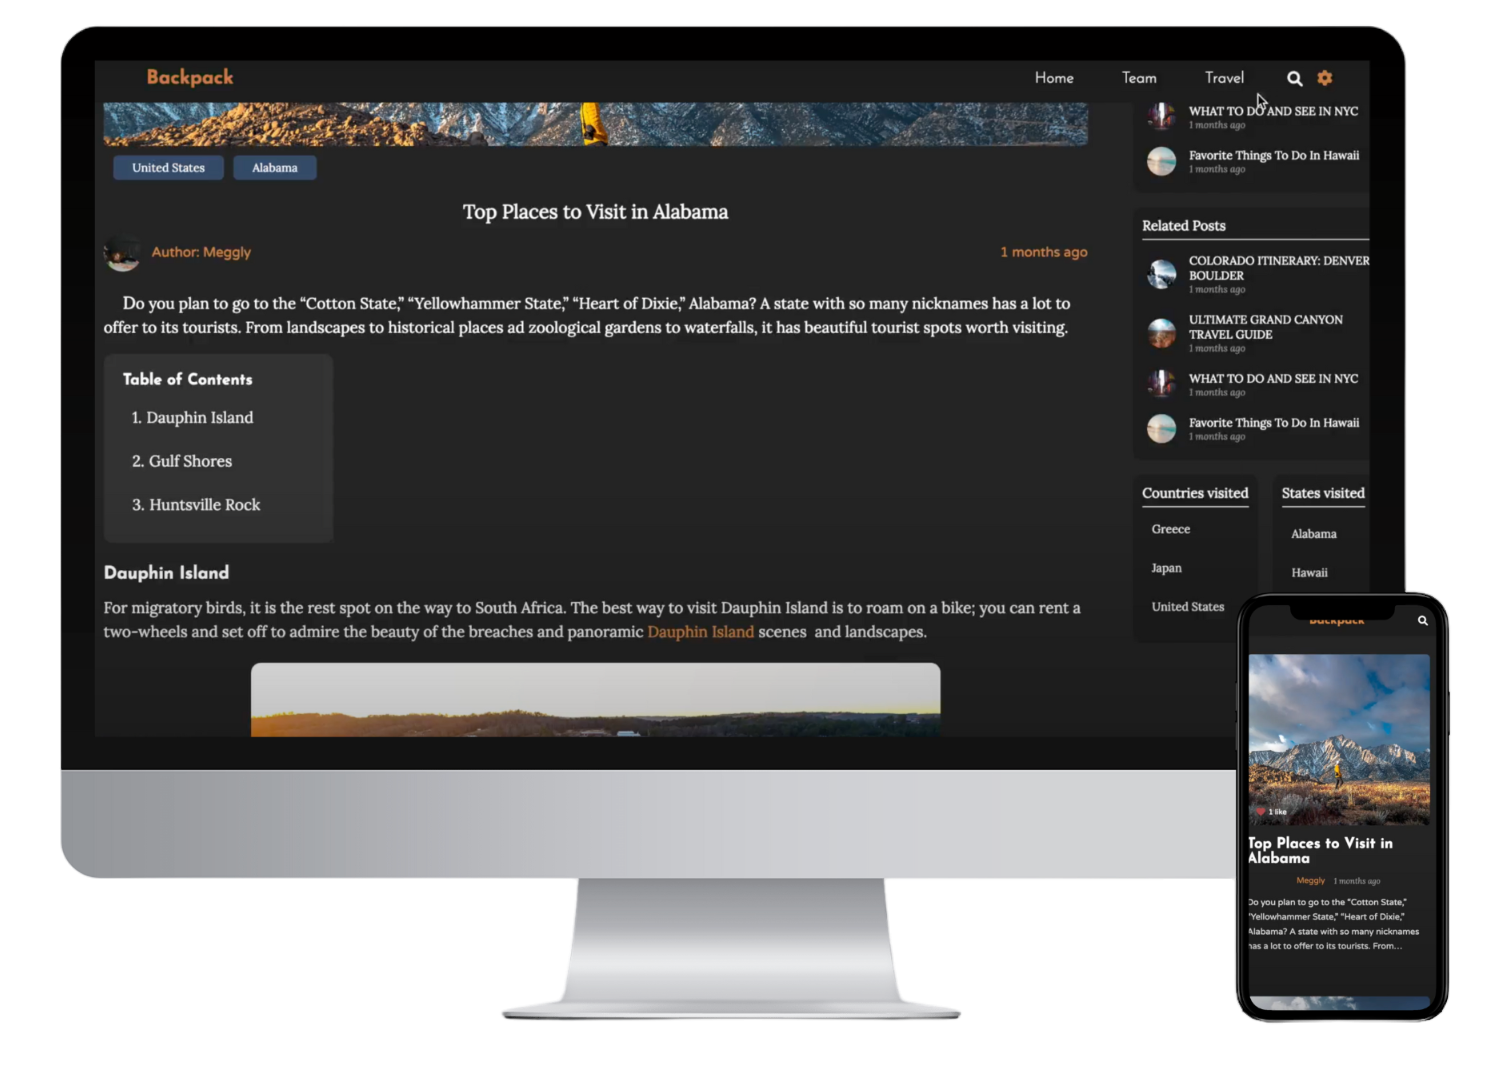 Backpack
Home
Team
Travel
WHAT TO DO AND SEE IN NYC
1 months ago
Favorite Things To Do In Hawaii
1 months ago
United States
Alabama
Top Places to Visit in Alabama
Author: Meggly
1 months ago
Do you plan to go to the “Cotton State,” “Yellowhammer State,” “Heart of Dixie,” Alabama? A state with so many nicknames has a lot to
offer to its tourists. From landscapes to historical places ad zoological gardens to waterfalls, it has beautiful tourist spots worth visiting.
Table of Contents
1. Dauphin Island
2. Gulf Shores
3. Huntsville Rock
Dauphin Island
For migratory birds, it is the rest spot on the way to South Africa. The best way to visit Dauphin Island is to roam on a bike; you can rent a
two-wheels and set off to admire the beauty of the breaches and panoramic Dauphin Island scenes and landscapes.
Related Posts
COLORADO ITINERARY: DENVER
BOULDER
1 months ago
ULTIMATE GRAND CANYON
TRAVEL GUIDE
1 months ago
WHAT TO DO AND SEE IN NYC
1 months ago
Favorite Things To Do In Hawaii
1 months ago
Countries visited
Greece
Japan
United States
States visited
Alabama
Hawaii
Backpack
1 like
Top Places to Visit in
Alabama
Meggly 1 months ago
Do you plan to go to the “Cotton State,”
“Yellowhammer State,” “Heart of Dixie,”
Alabama? A state with so many nicknames
has a lot to offer to its tourists. From…